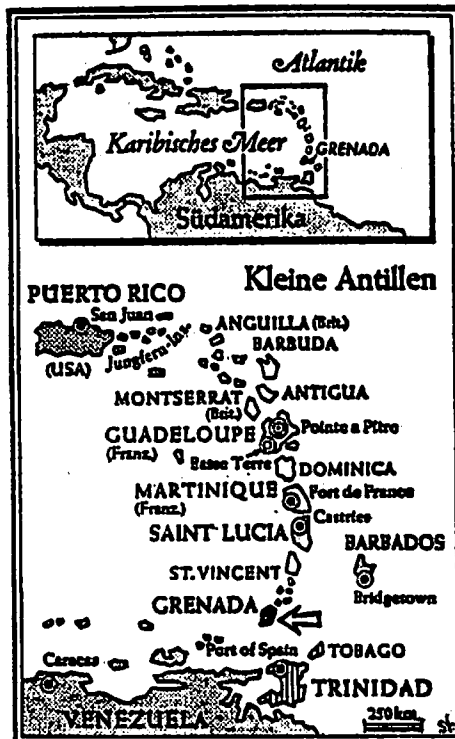 Atlantik
Karibisches Meer
GRENADA
Südamerika
Kleine Antillen
PUERTO RICO
San Juan
(USA)
Jungfern-Ins.
ANGUILLA (Brit.)
BARBUDA
MONTSERRAT
(Brit.)
ANTIGUA
GUADELOUPE
(Franz.)
Pointe a Pitre
Basse Terre
DOMINICA
MARTINIQUE
(Franz.)
Fort de France
SAINT LUCIA
Castries
BARBADOS
Bridgetown
ST. VINCENT
GRENADA
Port of Spain
TOBAGO
Caracas
TRINIDAD
VENEZUELA
250 km